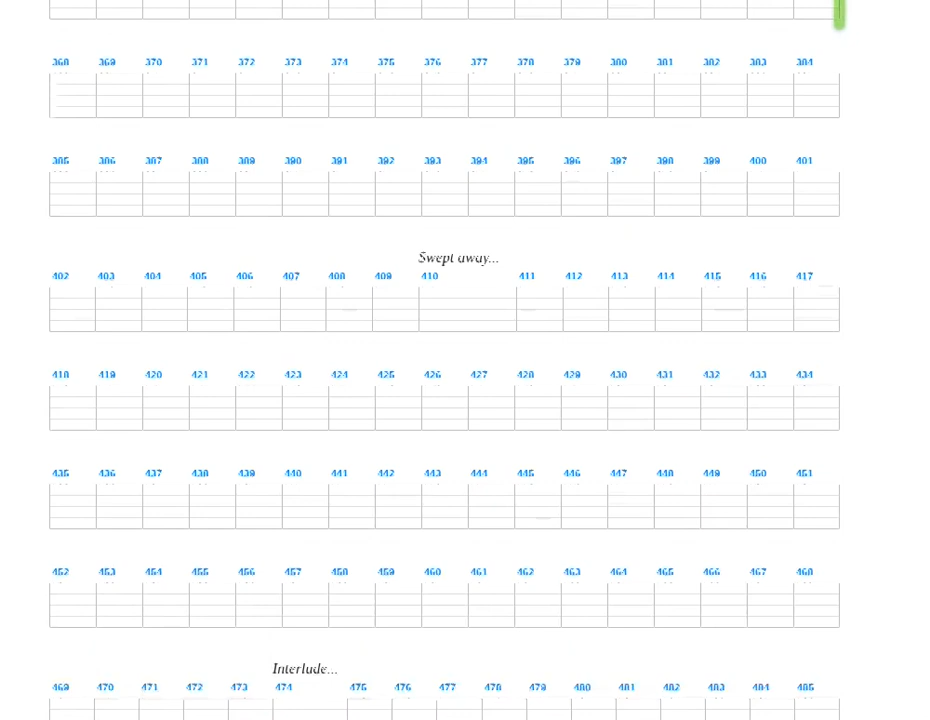 368 369 370 371 372 373 374 375 376 377 378 379 380 381 382 383 384
385 386 387 388 389 390 391 392 393 394 395 396 397 398 399 400 401
Swept away...
402 403 404 405 406 407 408 409 410 411 412 413 414 415 416 417
418 419 420 421 422 423 424 425 426 427 428 429 430 431 432 433 434
435 436 437 438 439 440 441 442 443 444 445 446 447 448 449 450 451
452 453 454 455 456 457 458 459 460 461 462 463 464 465 466 467 468
Interlude...
469 470 471 472 473 474 475 476 477 478 479 480 481 482 483 484 485